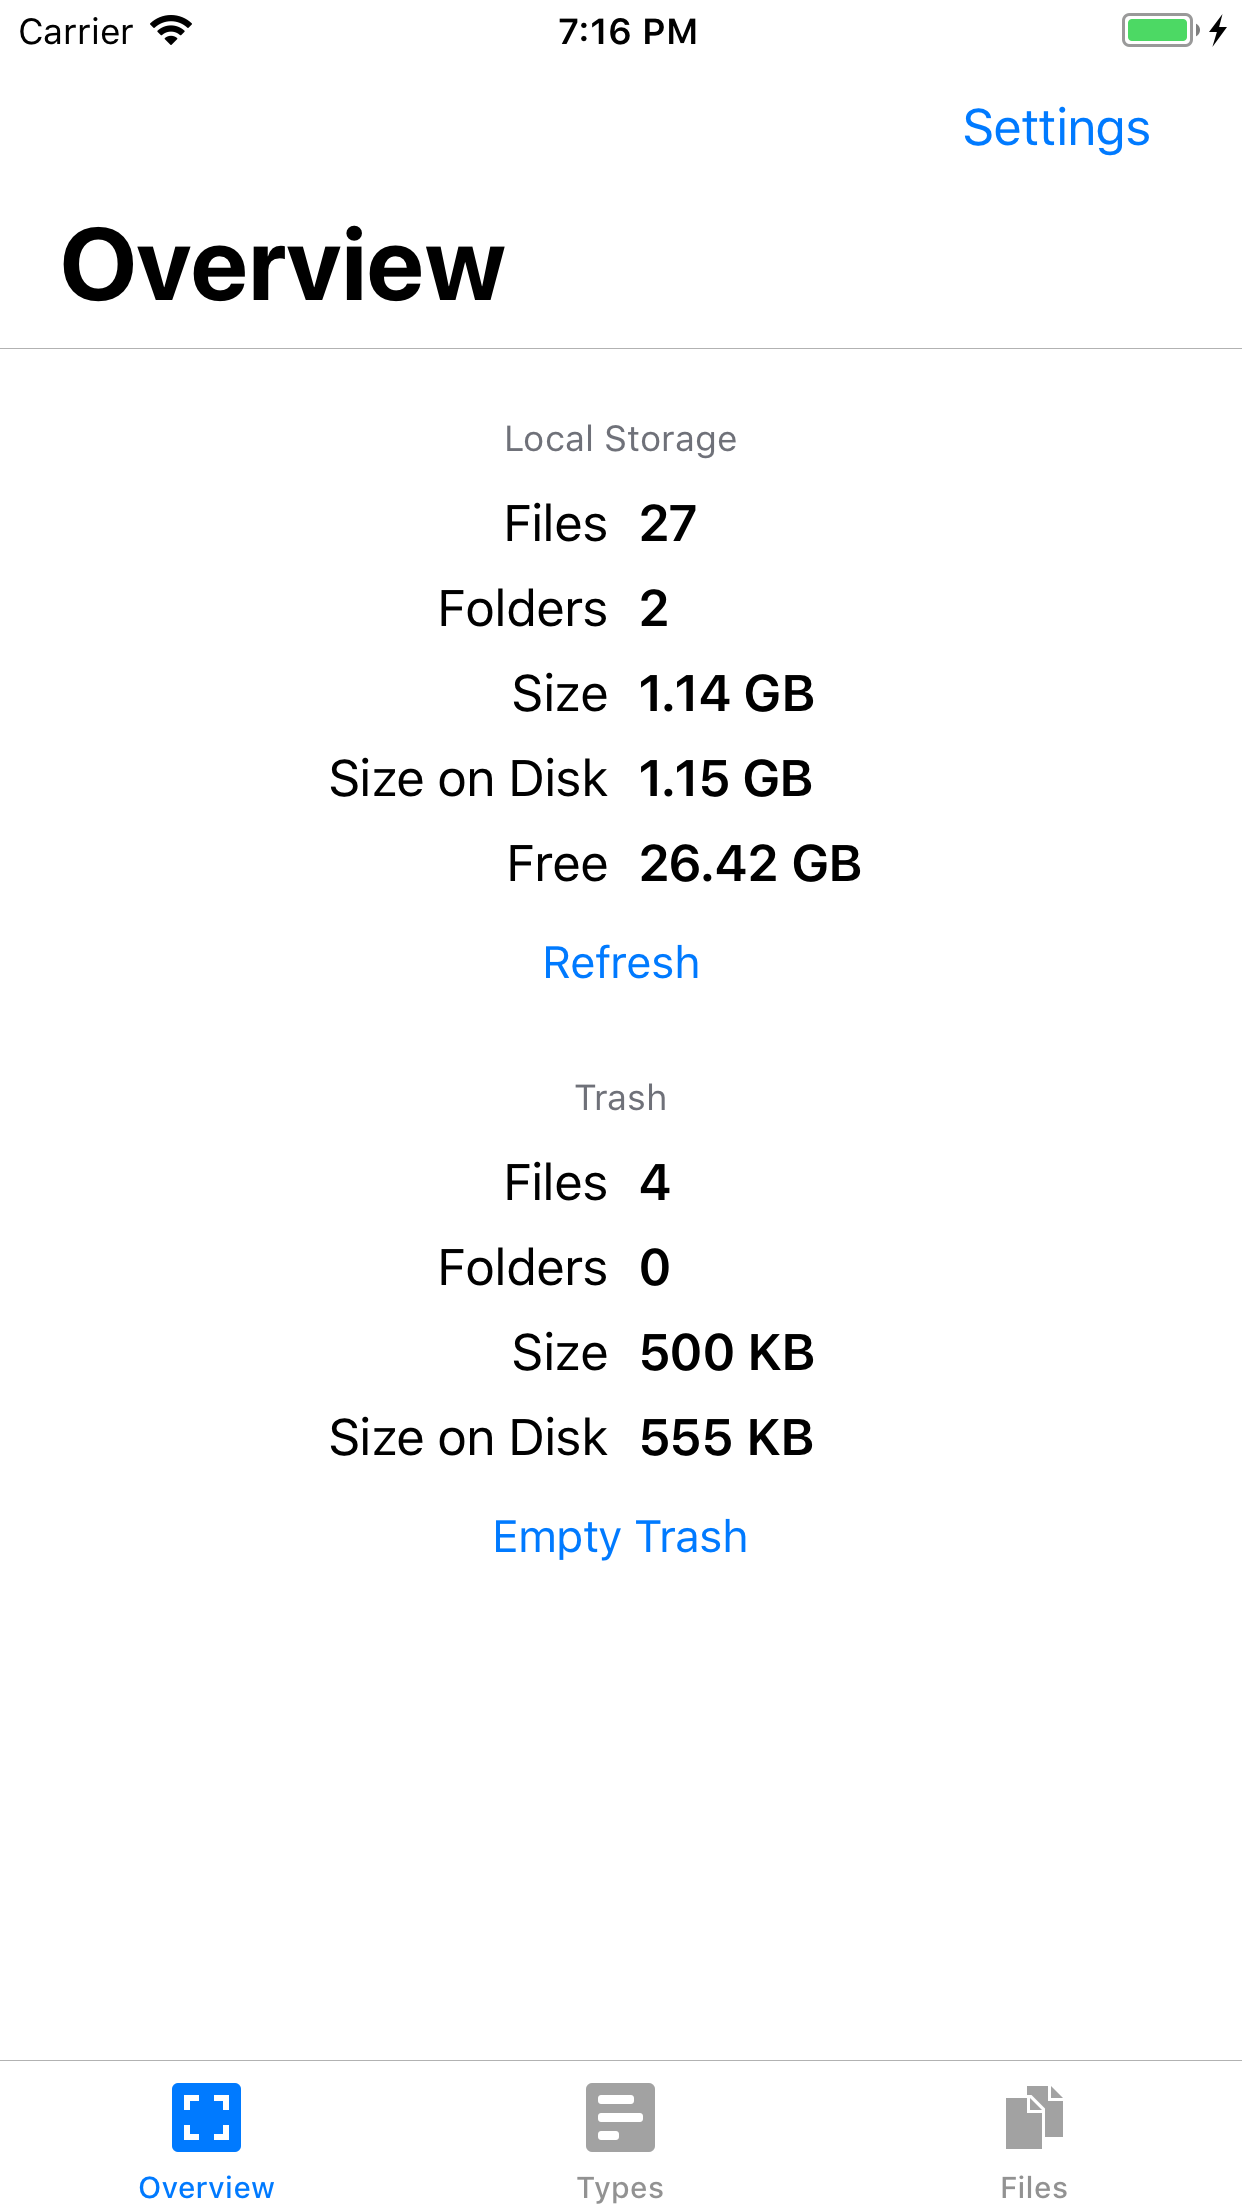 Carrier 7:16 PM
Settings
Overview
Local Storage
Files 27
Folders 2
Size 1.14 GB
Size on Disk 1.15 GB
Free 26.42 GB
Refresh
Trash
Files 4
Folders 0
Size 500 KB
Size on Disk 555 KB
Empty Trash
Overview Types Files